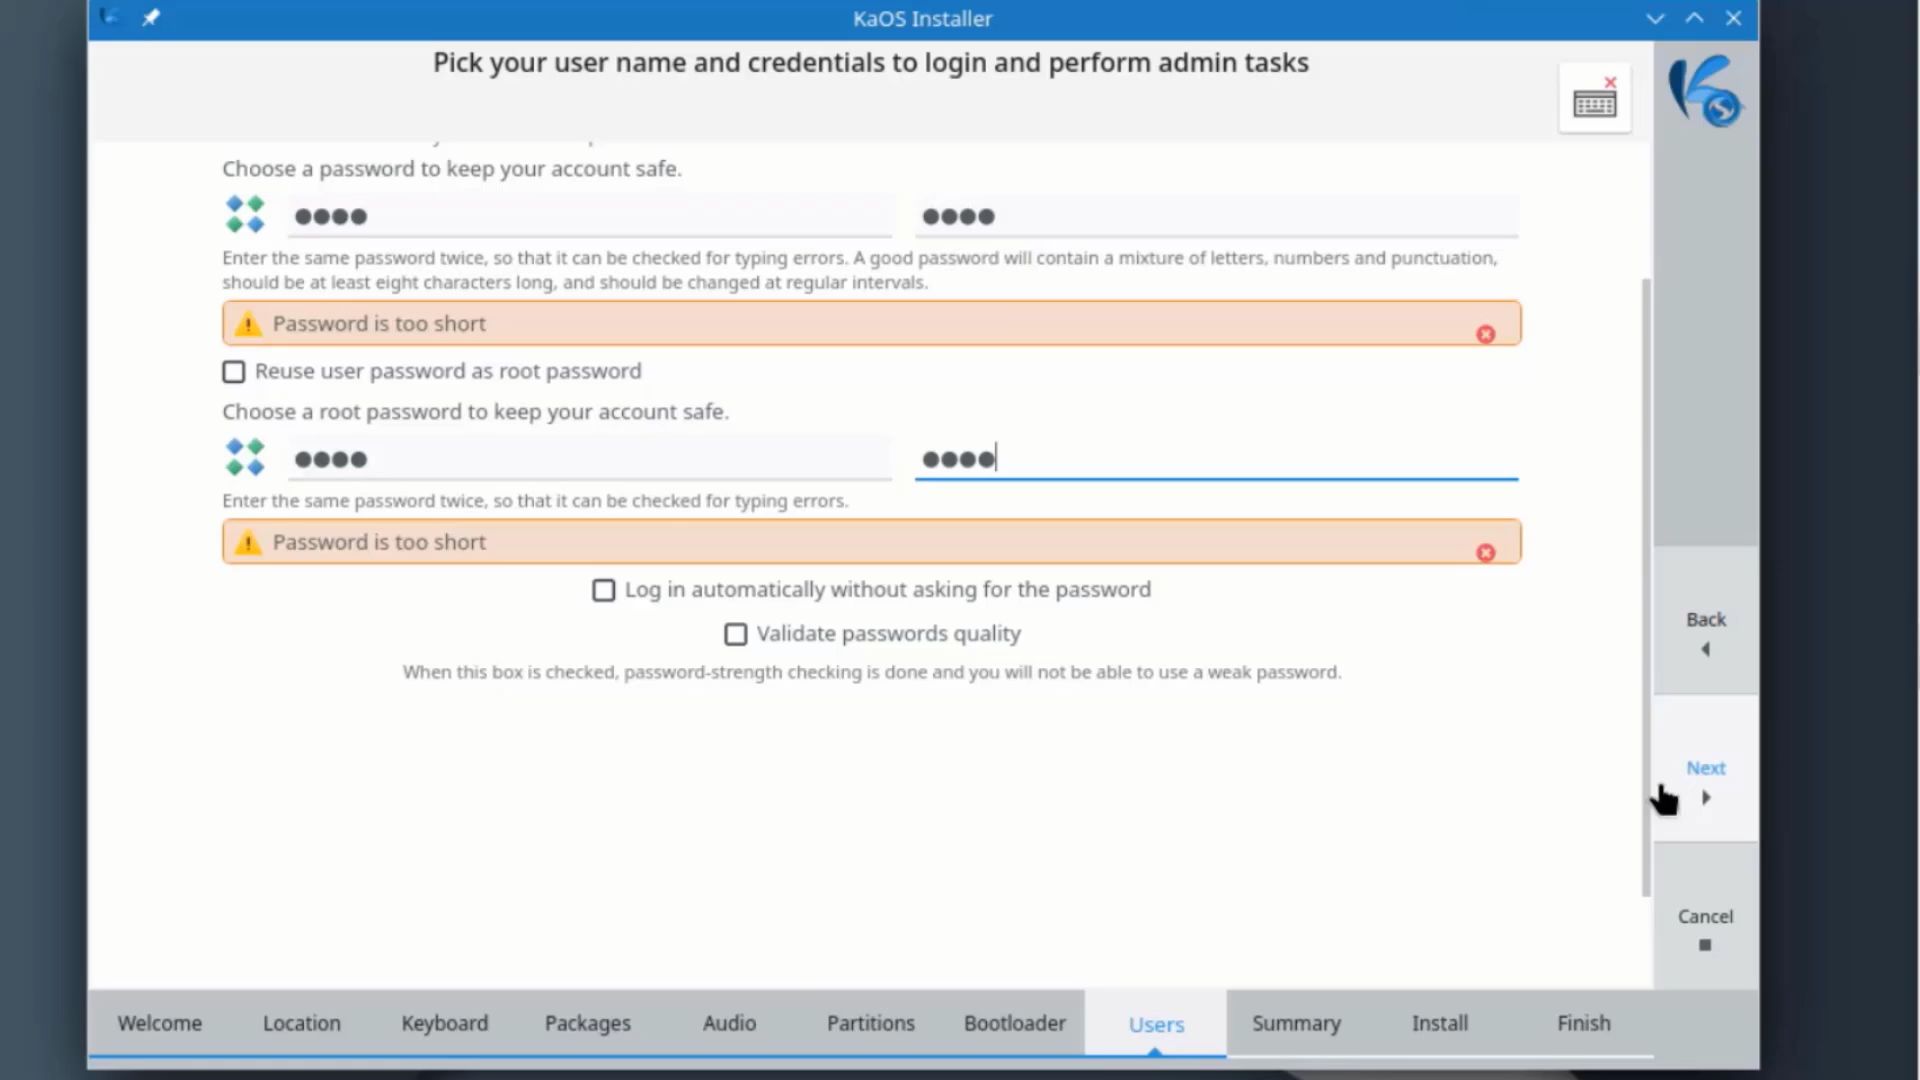 KaOS Installer
Pick your user name and credentials to login and perform admin tasks
Choose a password to keep your account safe.
●●●● ●●●●
Enter the same password twice, so that it can be checked for typing errors. A good password will contain a mixture of letters, numbers and punctuation,
should be at least eight characters long, and should be changed at regular intervals.
Password is too short
Reuse user password as root password
Choose a root password to keep your account safe.
●●●● ●●●●
Enter the same password twice, so that it can be checked for typing errors.
Password is too short
Log in automatically without asking for the password
Validate passwords quality
When this box is checked, password-strength checking is done and you will not be able to use a weak password.
Back
Next
Cancel
Welcome Location Keyboard Packages Audio Partitions Bootloader Users Summary Install Finish